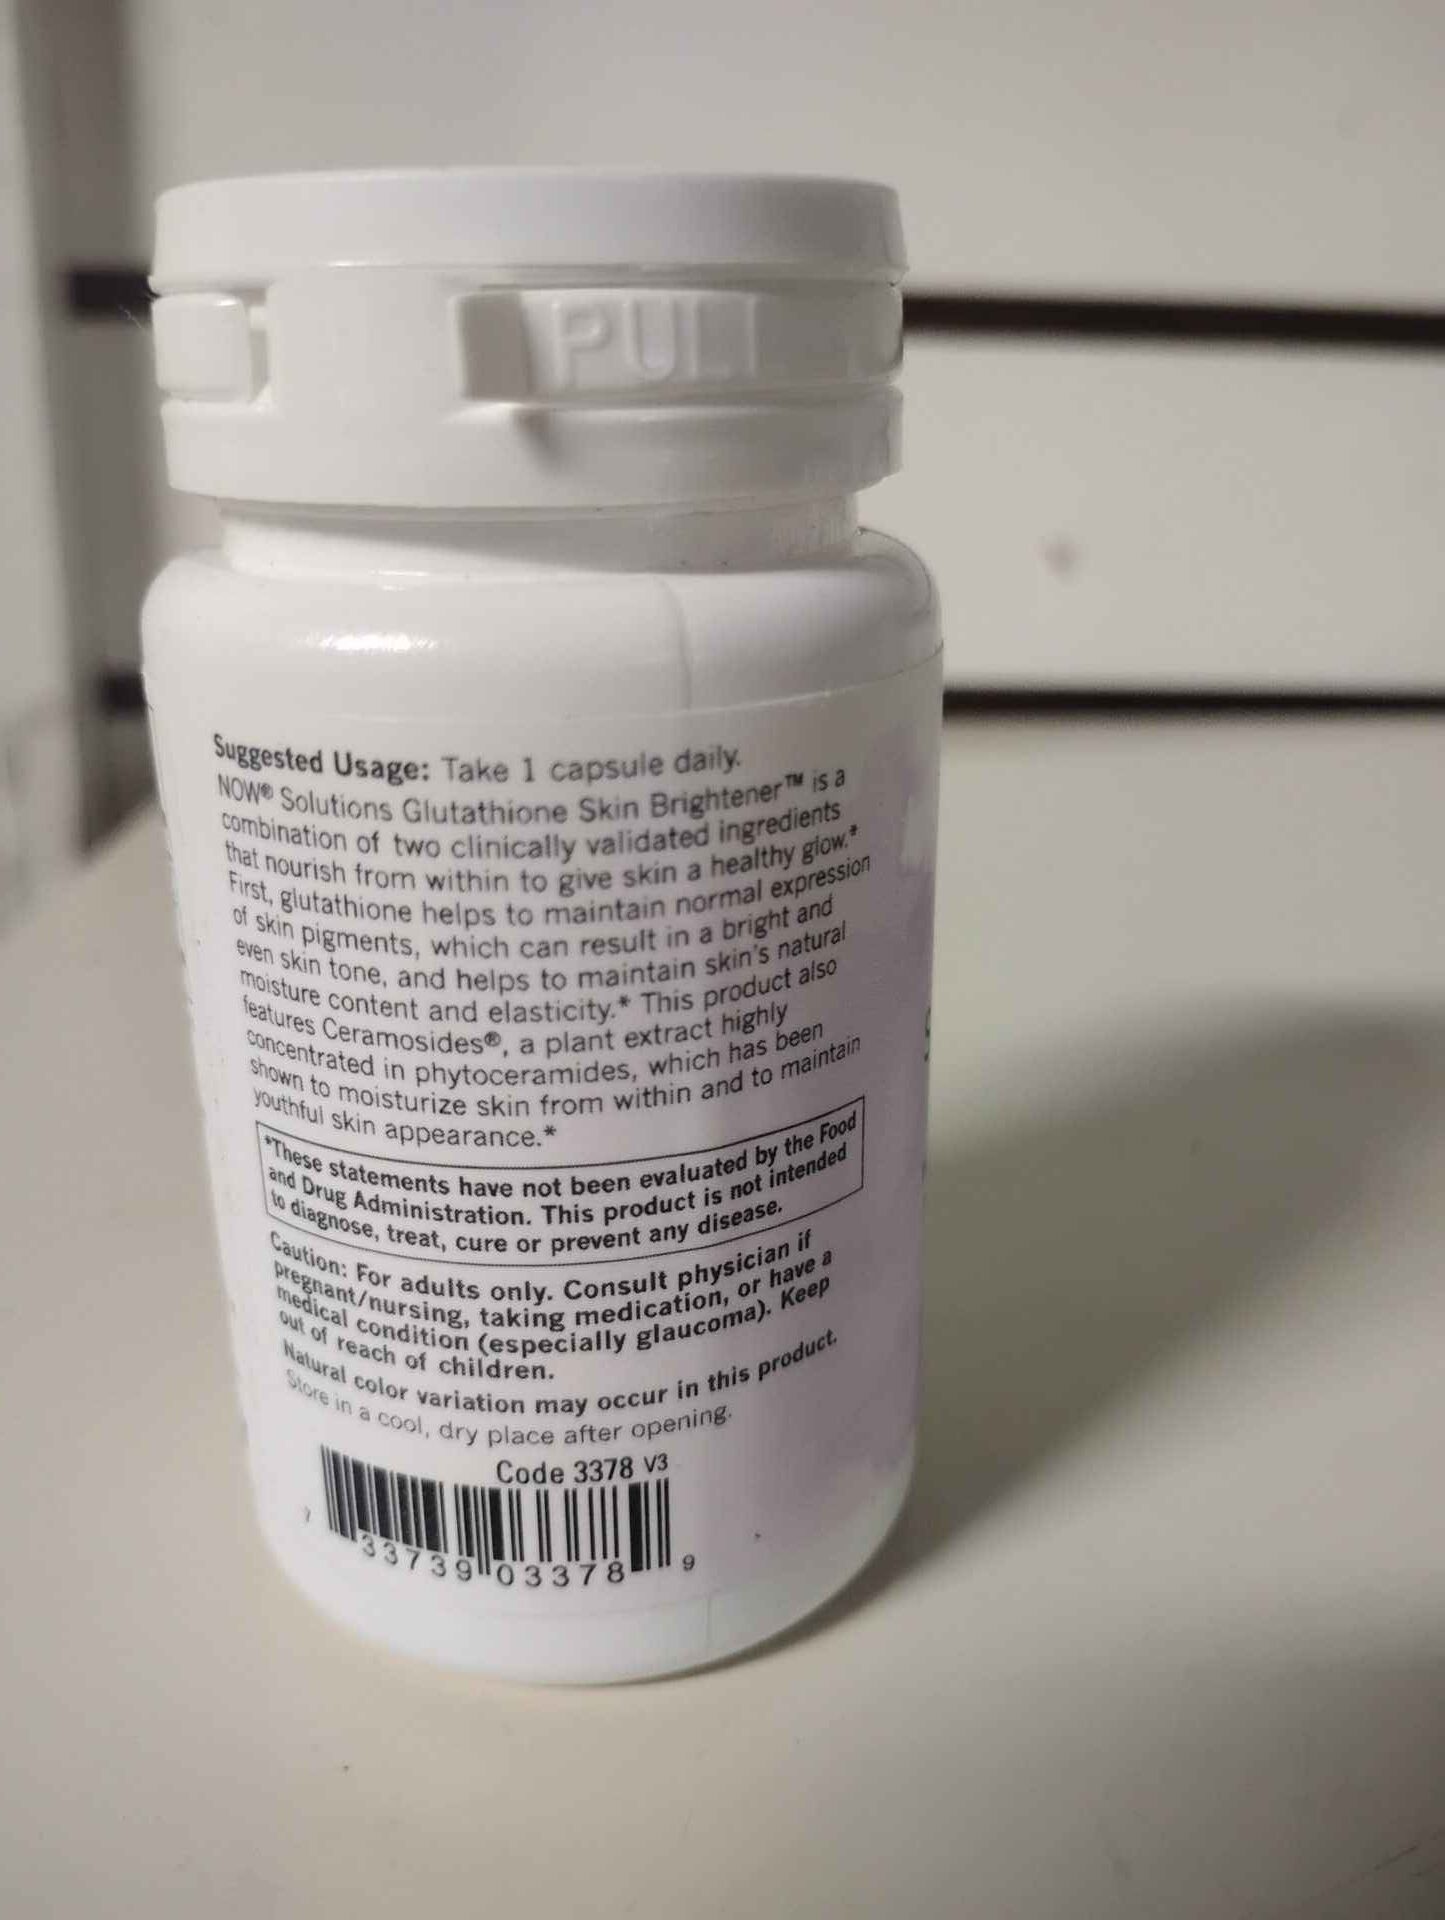 PULL
Suggested Usage: Take 1 capsule daily.
NOW® Solutions Glutathione Skin Brightener™ is a
combination of two clinically validated ingredients
that nourish from within to give skin a healthy glow.*
First, glutathione helps to maintain normal expression
of skin pigments, which can result in a bright and
even skin tone, and helps to maintain skin's natural
moisture content and elasticity.* This product also
features Ceramosides®, a plant extract highly
concentrated in phytoceramides, which has been
shown to moisturize skin from within and to maintain
youthful skin appearance.*
*These statements have not been evaluated by the Food
and Drug Administration. This product is not intended
to diagnose, treat, cure or prevent any disease.
Caution: For adults only. Consult physician if
pregnant/nursing, taking medication, or have a
medical condition (especially glaucoma). Keep
out of reach of children.
Natural color variation may occur in this product.
Store in a cool, dry place after opening.
Code 3378 V3
7 33739 03378 9